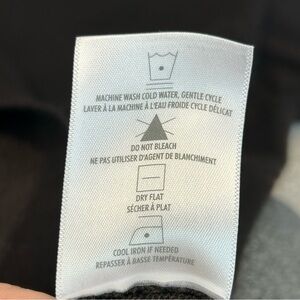 MACHINE WASH COLD WATER, GENTLE CYCLE
LAVER À LA MACHINE À L'EAU FROIDE CYCLE DÉLICAT
DO NOT BLEACH
NE PAS UTILISER D'AGENT DE BLANCHIMENT
DRY FLAT
SÉCHER À PLAT
COOL IRON IF NEEDED
REPASSER À BASSE TEMPÉRATURE